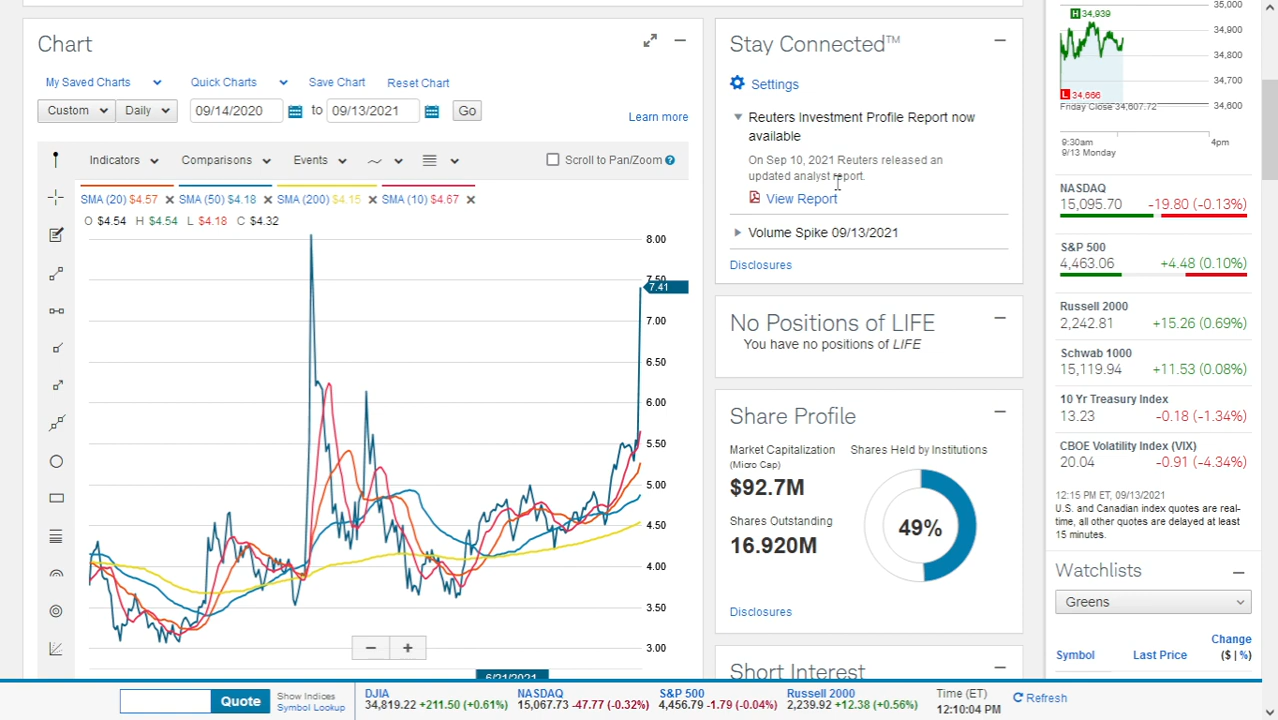 Chart
My Saved Charts Quick Charts Save Chart Reset Chart
Custom Daily 09/14/2020 to 09/13/2021 Go
Learn more
Indicators Comparisons Events Scroll to Pan/Zoom ?
SMA (20) $4.57 × SMA (50) $4.18 × SMA (200) $4.15 × SMA (10) $4.67 ×
O $4.54 H $4.54 L $4.18 C $4.32
8.00
7.50
7.41
7.00
6.50
6.00
5.50
5.00
4.50
4.00
3.50
3.00
− +
6/21/2021
Stay Connected™
Settings
Reuters Investment Profile Report now
available
On Sep 10, 2021 Reuters released an
updated analyst report.
View Report
Volume Spike 09/13/2021
Disclosures
No Positions of LIFE
You have no positions of LIFE
Share Profile
Market Capitalization
(Micro Cap)
$92.7M
Shares Outstanding
16.920M
Shares Held by Institutions
49%
Disclosures
Short Interest
H 34,939
L 34,666
Friday Close 34,607.72
35,000
34,900
34,800
34,700
34,600
9:30am 4pm
9/13 Monday
NASDAQ
15,095.70 -19.80 (-0.13%)
S&P 500
4,463.06 +4.48 (0.10%)
Russell 2000
2,242.81 +15.26 (0.69%)
Schwab 1000
15,119.94 +11.53 (0.08%)
10 Yr Treasury Index
13.23 -0.18 (-1.34%)
CBOE Volatility Index (VIX)
20.04 -0.91 (-4.34%)
12:15 PM ET, 09/13/2021
U.S. and Canadian index quotes are real-
time, all other quotes are delayed at least
15 minutes.
Watchlists
Greens
Symbol Last Price Change
($ | %)
Quote
Show Indices
Symbol Lookup
DJIA
34,819.22 +211.50 (+0.61%)
NASDAQ
15,067.73 -47.77 (-0.32%)
S&P 500
4,456.79 -1.79 (-0.04%)
Russell 2000
2,239.92 +12.38 (+0.56%)
Time (ET)
12:10:04 PM
Refresh